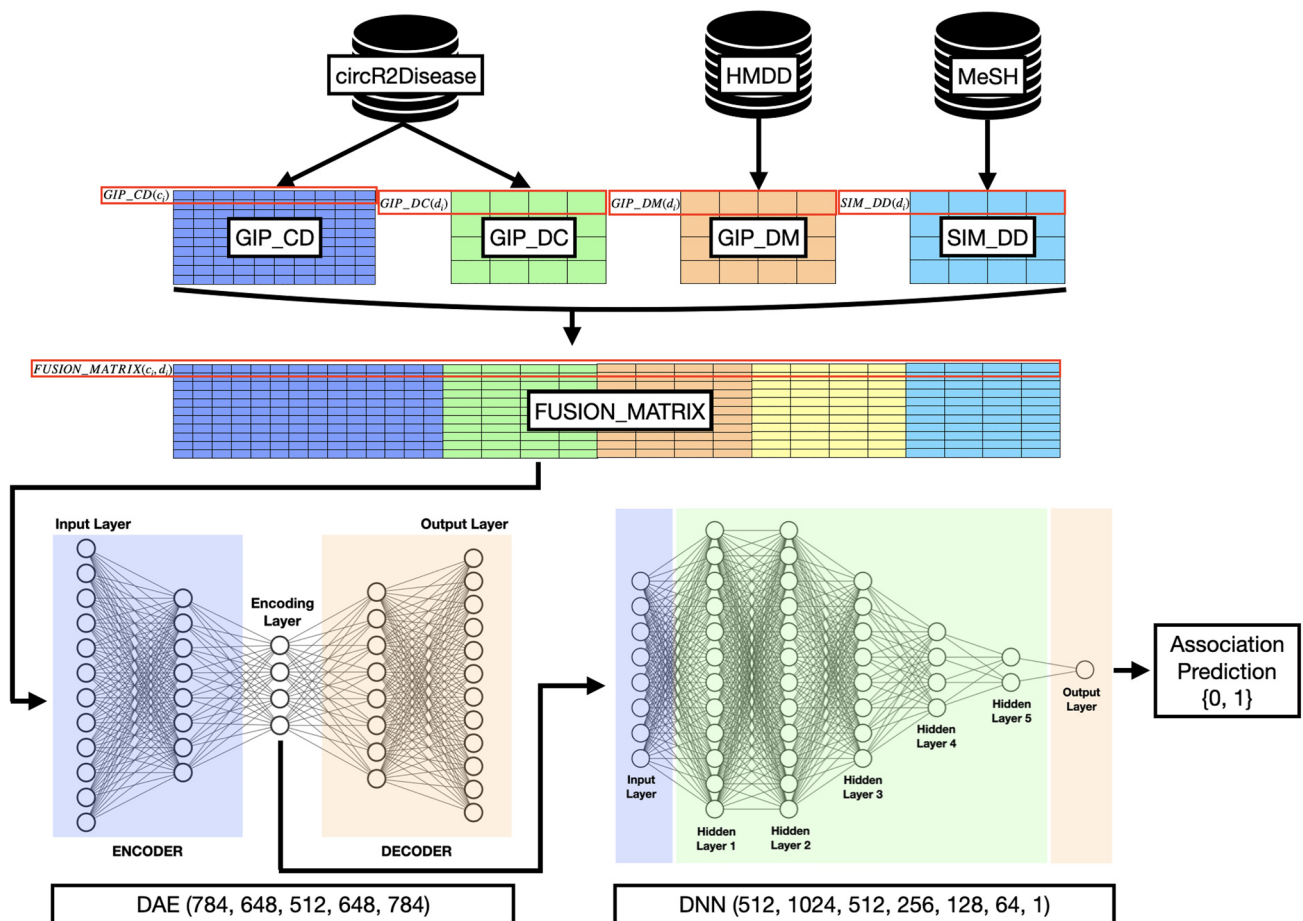 circR2Disease
HMDD
MeSH
GIP_CD(cᵢ)
GIP_DC(dᵢ)
GIP_DM(dᵢ)
SIM_DD(dᵢ)
GIP_CD
GIP_DC
GIP_DM
SIM_DD
FUSION_MATRIX(cᵢ, dᵢ)
FUSION_MATRIX
Input Layer
Encoding
Layer
Output Layer
ENCODER
DECODER
DAE (784, 648, 512, 648, 784)
Input
Layer
Hidden
Layer 1
Hidden
Layer 2
Hidden
Layer 3
Hidden
Layer 4
Hidden
Layer 5
Output
Layer
DNN (512, 1024, 512, 256, 128, 64, 1)
Association
Prediction
{0, 1}